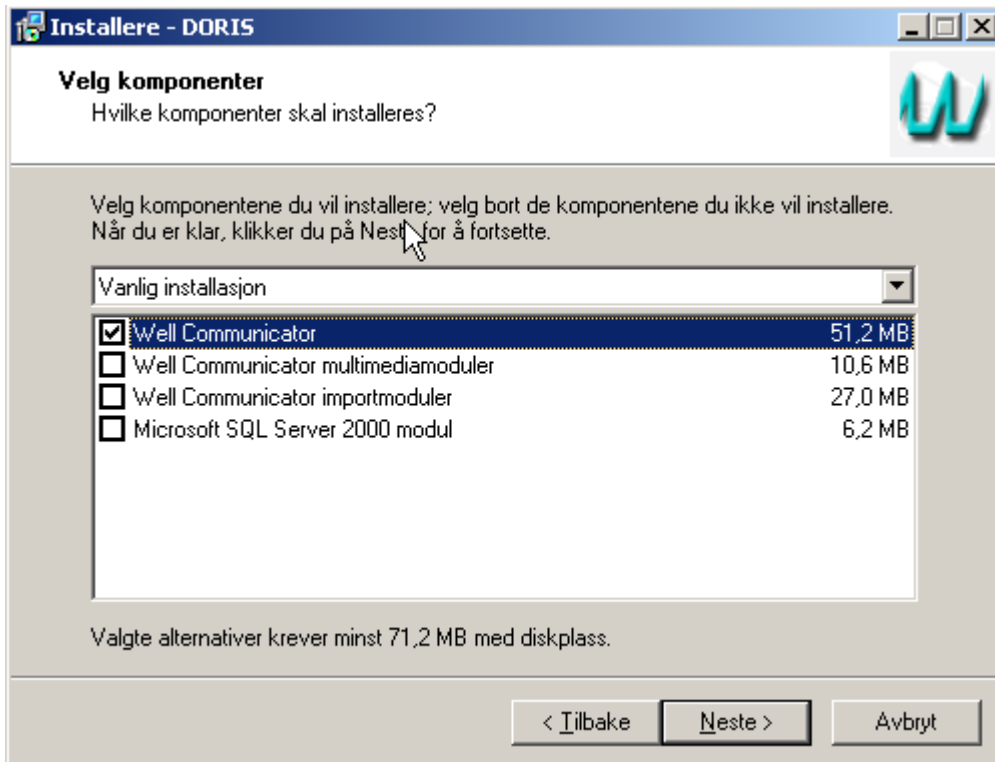 Installere - DORIS
Velg komponenter
Hvilke komponenter skal installeres?
Velg komponentene du vil installere; velg bort de komponentene du ikke vil installere.
Når du er klar, klikker du på Neste for å fortsette.
Vanlig installasjon
Well Communicator 51,2 MB
Well Communicator multimediamoduler 10,6 MB
Well Communicator importmoduler 27,0 MB
Microsoft SQL Server 2000 modul 6,2 MB
Valgte alternativer krever minst 71,2 MB med diskplass.
< Tilbake Neste > Avbryt